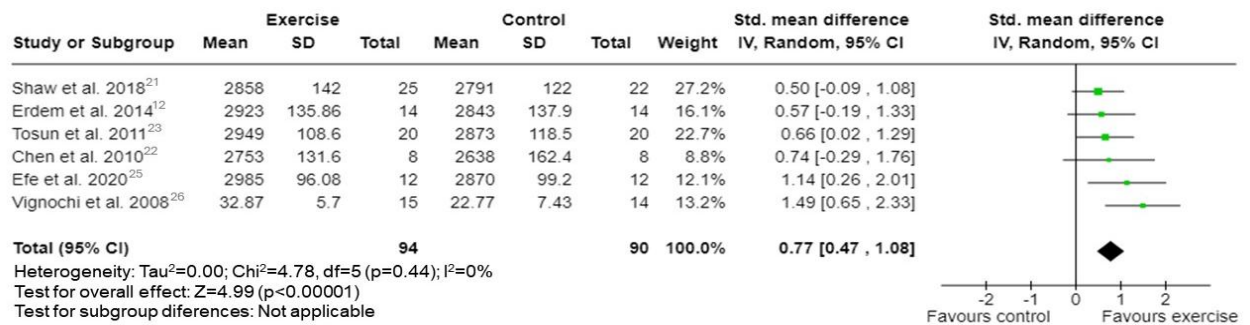 Exercise Control Std. mean difference Std. mean difference
Study or Subgroup Mean SD Total Mean SD Total Weight IV, Random, 95% CI IV, Random, 95% CI
Shaw et al. 2018²¹ 2858 142 25 2791 122 22 27.2% 0.50 [-0.09 , 1.08]
Erdem et al. 2014¹² 2923 135.86 14 2843 137.9 14 16.1% 0.57 [-0.19 , 1.33]
Tosun et al. 2011²³ 2949 108.6 20 2873 118.5 20 22.7% 0.66 [0.02 , 1.29]
Chen et al. 2010²² 2753 131.6 8 2638 162.4 8 8.8% 0.74 [-0.29 , 1.76]
Efe et al. 2020²⁵ 2985 96.08 12 2870 99.2 12 12.1% 1.14 [0.26 , 2.01]
Vignochi et al. 2008²⁶ 32.87 5.7 15 22.77 7.43 14 13.2% 1.49 [0.65 , 2.33]
Total (95% CI) 94 90 100.0% 0.77 [0.47 , 1.08]
Heterogeneity: Tau²=0.00; Chi²=4.78, df=5 (p=0.44); I²=0%
Test for overall effect: Z=4.99 (p<0.00001)
Test for subgroup diferences: Not applicable
-2 -1 0 1 2
Favours control Favours exercise